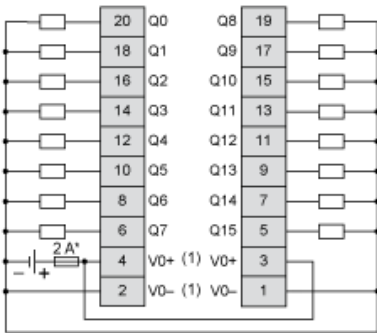 20 Q0 Q8 19
18 Q1 Q9 17
16 Q2 Q10 15
14 Q3 Q11 13
12 Q4 Q12 11
10 Q5 Q13 9
8 Q6 Q14 7
6 Q7 Q15 5
2 A* 4 V0+ (1) V0+ 3
− + 2 V0− (1) V0− 1